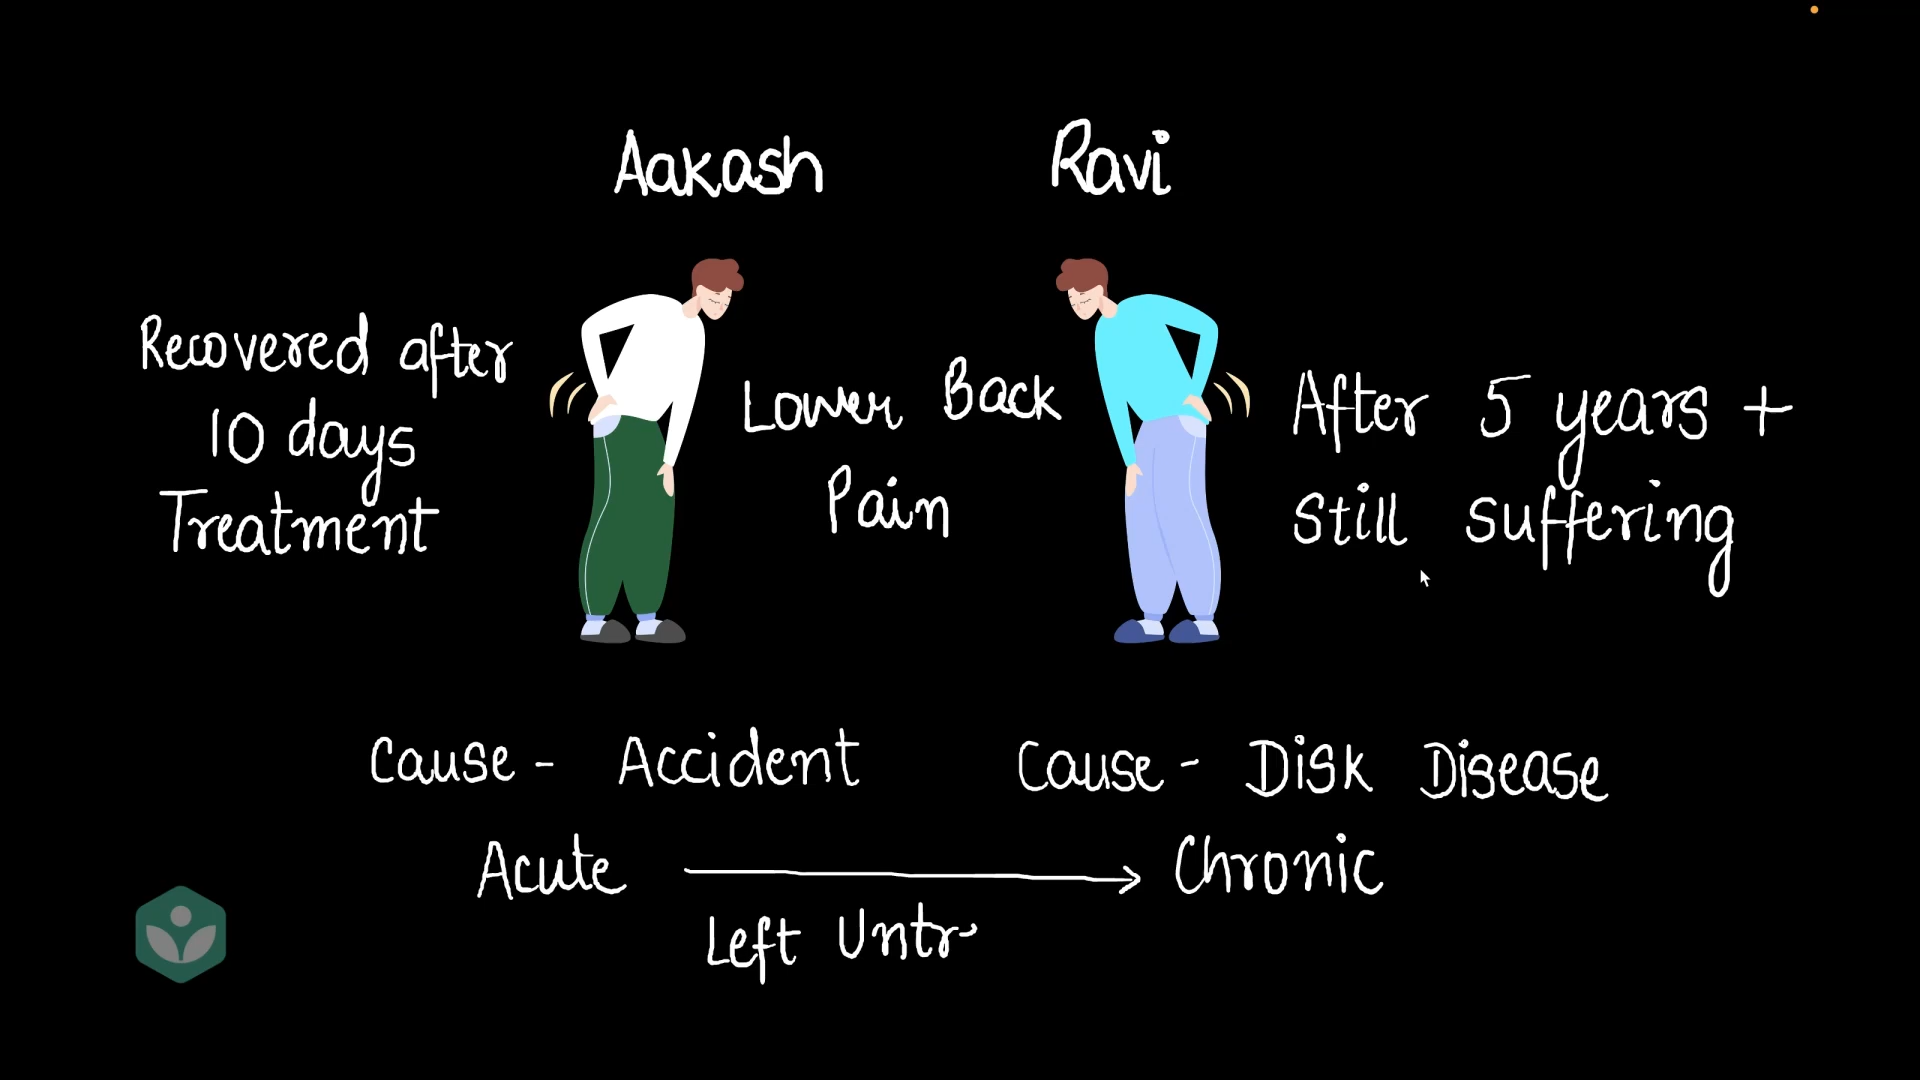 Aakash
Ravi
Recovered after
10 days
Treatment
Lower Back
Pain
After 5 years +
Still suffering
Cause - Accident
Cause - Disk Disease
Acute
Chronic
Left Untr